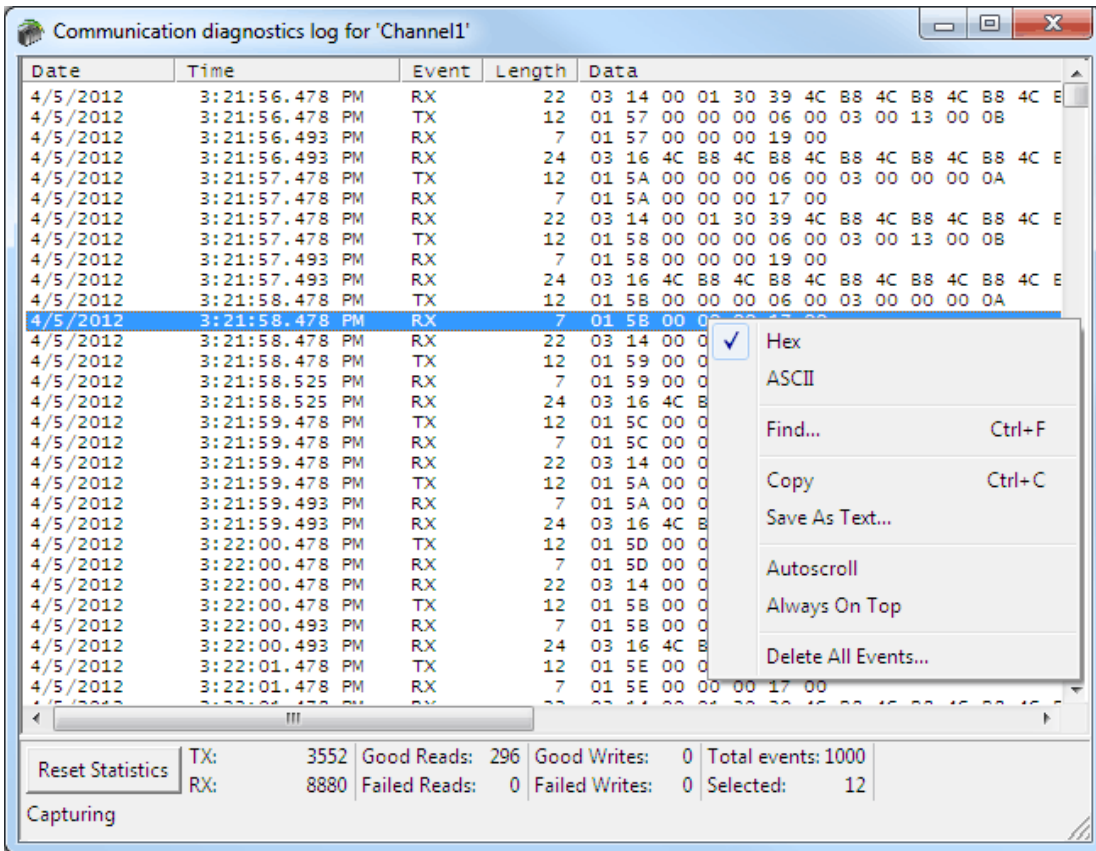 Communication diagnostics log for 'Channel1'
Date Time Event Length Data
4/5/2012 3:21:56.478 PM RX 22 03 14 00 01 30 39 4C B8 4C B8 4C B8 4C
4/5/2012 3:21:56.478 PM TX 12 01 57 00 00 00 06 00 03 00 13 00 0B
4/5/2012 3:21:56.493 PM RX 7 01 57 00 00 00 19 00
4/5/2012 3:21:56.493 PM RX 24 03 16 4C B8 4C B8 4C B8 4C B8 4C B8 4C
4/5/2012 3:21:57.478 PM TX 12 01 5A 00 00 00 06 00 03 00 00 00 0A
4/5/2012 3:21:57.478 PM RX 7 01 5A 00 00 00 17 00
4/5/2012 3:21:57.478 PM RX 22 03 14 00 01 30 39 4C B8 4C B8 4C B8 4C
4/5/2012 3:21:57.478 PM TX 12 01 58 00 00 00 06 00 03 00 13 00 0B
4/5/2012 3:21:57.493 PM RX 7 01 58 00 00 00 19 00
4/5/2012 3:21:57.493 PM RX 24 03 16 4C B8 4C B8 4C B8 4C B8 4C B8 4C
4/5/2012 3:21:58.478 PM TX 12 01 5B 00 00 00 06 00 03 00 00 00 0A
4/5/2012 3:21:58.478 PM RX 7 01 5B 00
4/5/2012 3:21:58.478 PM RX 22 03 14 00
4/5/2012 3:21:58.478 PM TX 12 01 59 00
4/5/2012 3:21:58.525 PM RX 7 01 59 00
4/5/2012 3:21:58.525 PM RX 24 03 16 4C
4/5/2012 3:21:59.478 PM TX 12 01 5C 00
4/5/2012 3:21:59.478 PM RX 7 01 5C 00
4/5/2012 3:21:59.478 PM RX 22 03 14 00
4/5/2012 3:21:59.478 PM TX 12 01 5A 00
4/5/2012 3:21:59.493 PM RX 7 01 5A 00
4/5/2012 3:21:59.493 PM RX 24 03 16 4C
4/5/2012 3:22:00.478 PM TX 12 01 5D 00
4/5/2012 3:22:00.478 PM RX 7 01 5D 00
4/5/2012 3:22:00.478 PM RX 22 03 14 00
4/5/2012 3:22:00.478 PM TX 12 01 5B 00
4/5/2012 3:22:00.493 PM RX 7 01 5B 00
4/5/2012 3:22:00.493 PM RX 24 03 16 4C
4/5/2012 3:22:01.478 PM TX 12 01 5E 00
4/5/2012 3:22:01.478 PM RX 7 01 5E 00 00 00 17 00
Hex
ASCII
Find... Ctrl+F
Copy Ctrl+C
Save As Text...
Autoscroll
Always On Top
Delete All Events...
Reset Statistics
TX: 3552 Good Reads: 296 Good Writes: 0 Total events: 1000
RX: 8880 Failed Reads: 0 Failed Writes: 0 Selected: 12
Capturing